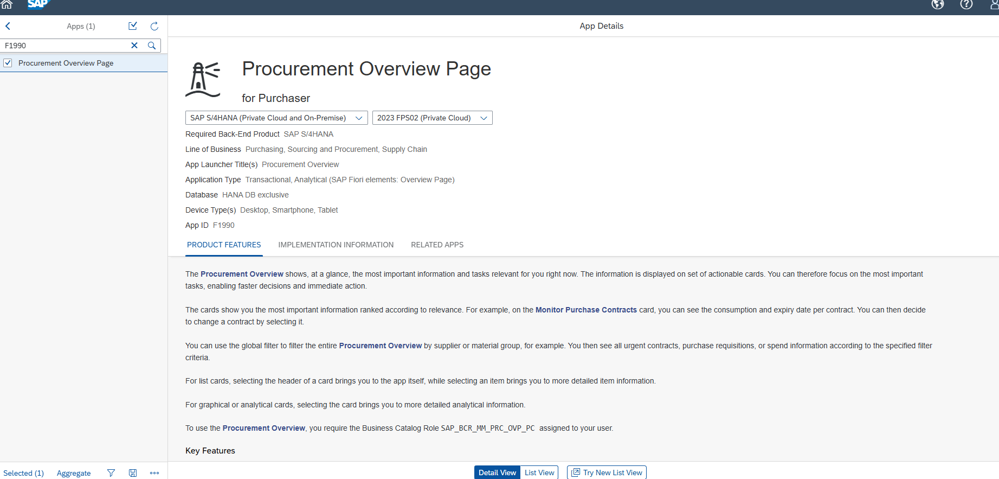 SAP
Apps (1)
App Details
F1990
Procurement Overview Page
Procurement Overview Page
for Purchaser
SAP S/4HANA (Private Cloud and On-Premise)
2023 FPS02 (Private Cloud)
Required Back-End Product SAP S/4HANA
Line of Business Purchasing, Sourcing and Procurement, Supply Chain
App Launcher Title(s) Procurement Overview
Application Type Transactional, Analytical (SAP Fiori elements: Overview Page)
Database HANA DB exclusive
Device Type(s) Desktop, Smartphone, Tablet
App ID F1990
PRODUCT FEATURES IMPLEMENTATION INFORMATION RELATED APPS
The Procurement Overview shows, at a glance, the most important information and tasks relevant for you right now. The information is displayed on set of actionable cards. You can therefore focus on the most important
tasks, enabling faster decisions and immediate action.
The cards show you the most important information ranked according to relevance. For example, on the Monitor Purchase Contracts card, you can see the consumption and expiry date per contract. You can then decide
to change a contract by selecting it.
You can use the global filter to filter the entire Procurement Overview by supplier or material group, for example. You then see all urgent contracts, purchase requisitions, or spend information according to the specified filter
criteria.
For list cards, selecting the header of a card brings you to the app itself, while selecting an item brings you to more detailed item information.
For graphical or analytical cards, selecting the card brings you to more detailed analytical information.
To use the Procurement Overview, you require the Business Catalog Role SAP_BCR_MM_PRC_OVP_PC assigned to your user.
Key Features
Selected (1) Aggregate
Detail View List View Try New List View